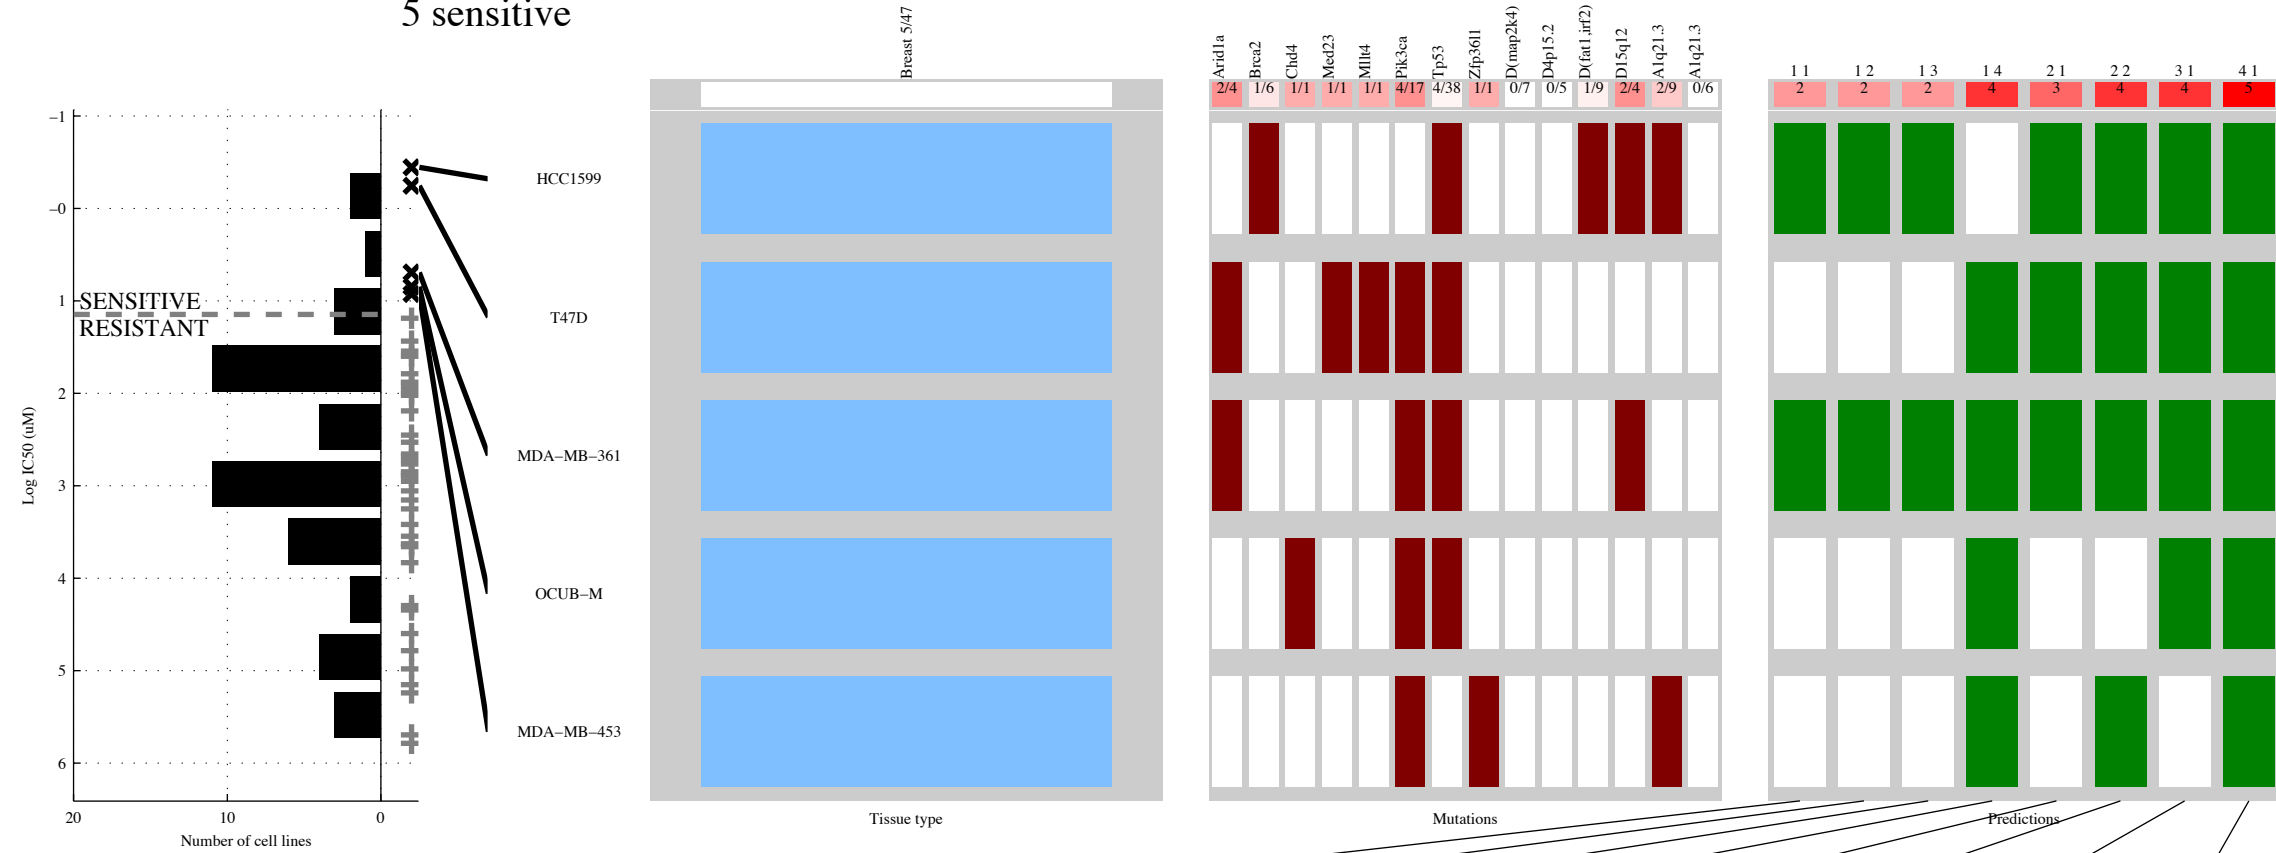 5 sensitive
Breast 5/47
Arid1a
Brca2
Chd4
Med23
Mllt4
Pik3ca
Tp53
Zfp36l1
D(map2k4)
D4p15.2
D(fat1,irf2)
D15q12
A1q21.3
A1q21.3
2/4 1/6 1/1 1/1 1/1 4/17 4/38 1/1 0/7 0/5 1/9 2/4 2/9 0/6
1 1 1 2 1 3 1 4 2 1 2 2 3 1 4 1
2 2 2 4 3 4 4 5
−1
−0
1
2
3
4
5
6
Log IC50 (uM)
SENSITIVE
RESISTANT
20 10 0
Number of cell lines
HCC1599
T47D
MDA−MB−361
OCUB−M
MDA−MB−453
Tissue type
Mutations
Predictions